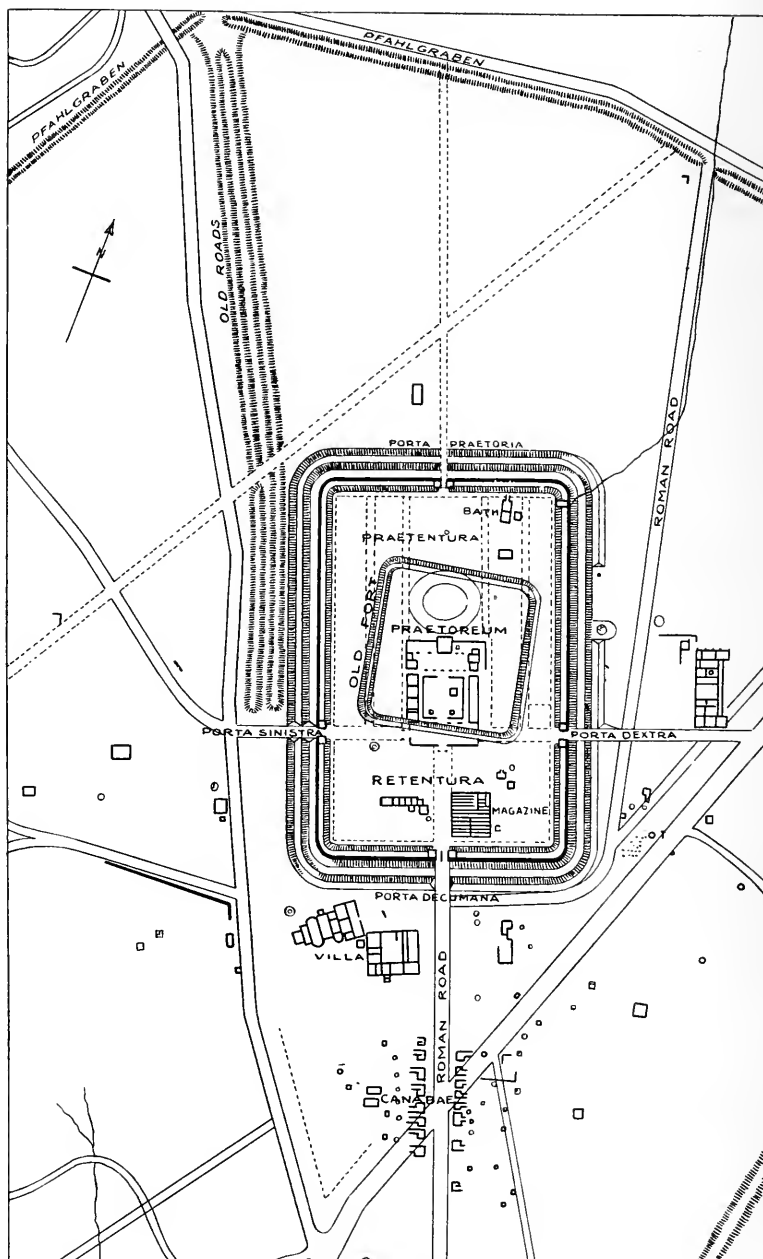 PFAHLGRABEN
PFAHLGRABEN
N
OLD ROADS
ROMAN ROAD
PORTA PRAETORIA
BATH
PRAETENTURA
OLD FORT
PRAETOREUM
PORTA SINISTRA
PORTA DEXTRA
RETENTURA
MAGAZINE
C
PORTA DECUMANA
VILLA
ROMAN ROAD
CANABAE